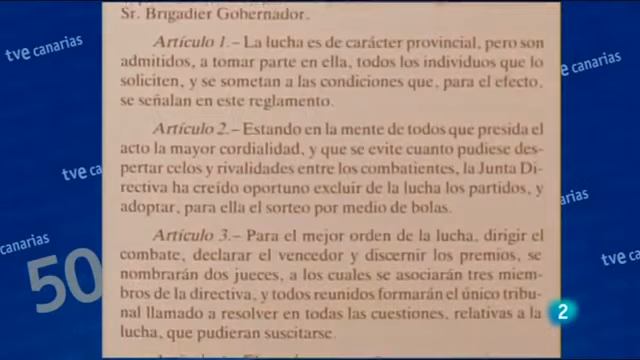 Sr. Brigadier Gobernador.
Artículo 1.– La lucha es de carácter provincial, pero son
admitidos, a tomar parte en ella, todos los individuos que lo
soliciten, y se sometan a las condiciones que, para el efecto,
se señalan en este reglamento.
Artículo 2.– Estando en la mente de todos que presida el
acto la mayor cordialidad, y que se evite cuanto pudiese des-
pertar celos y rivalidades entre los combatientes, la Junta Di-
rectiva ha creído oportuno excluir de la lucha los partidos, y
adoptar, para ella el sorteo por medio de bolas.
Artículo 3.– Para el mejor orden de la lucha, dirigir el
combate, declarar el vencedor y discernir los premios, se
nombrarán dos jueces, a los cuales se asociarán tres miem-
bros de la directiva, y todos reunidos formarán el único tribu-
nal llamado a resolver en todas las cuestiones, relativas a la
lucha, que pudieran suscitarse.
tve canarias
tve canarias
tve
canarias
canarias
tve canarias
50
2